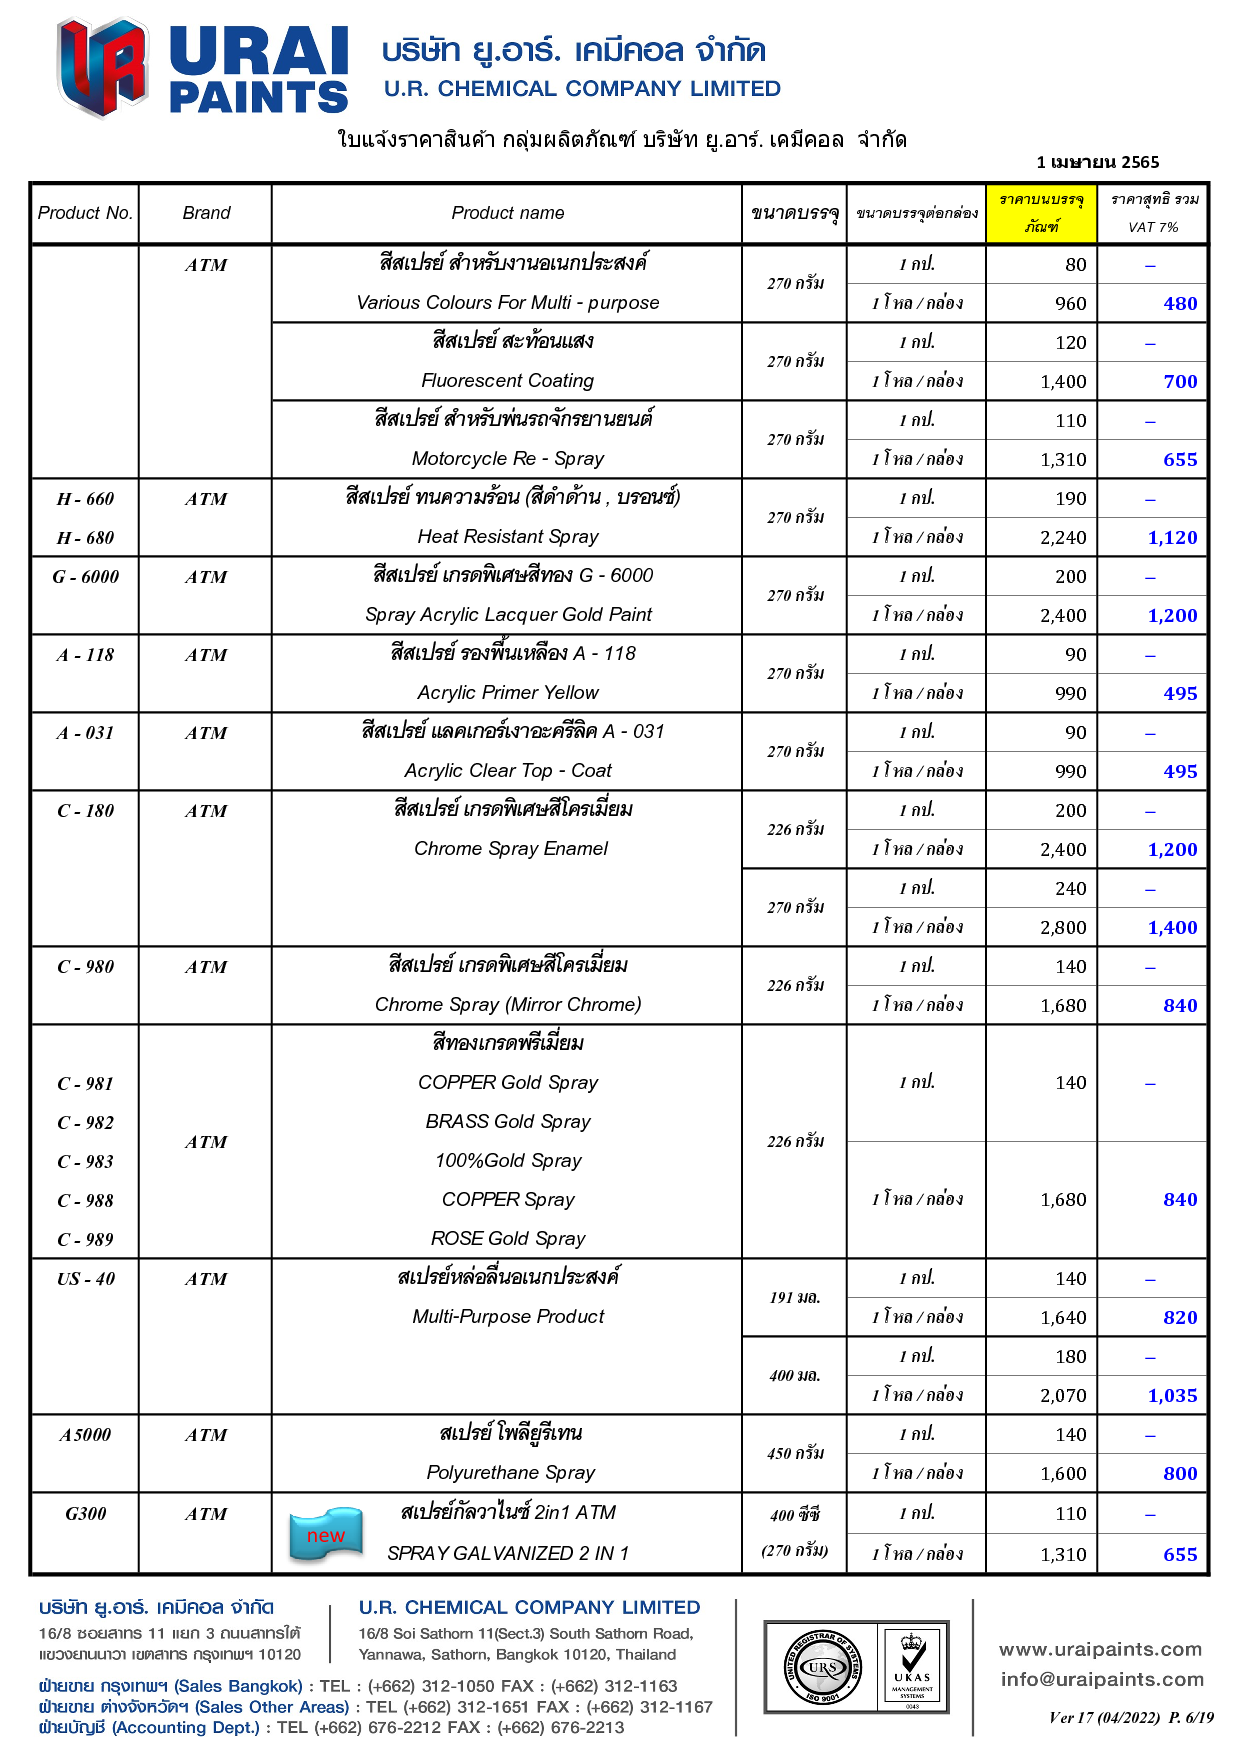 URAI
PAINTS
บริษัท ยู.อาร์. เคมีคอล จำกัด
U.R. CHEMICAL COMPANY LIMITED
ใบแจ้งราคาสินค้า กลุ่มผลิตภัณฑ์ บริษัท ยู.อาร์. เคมีคอล จำกัด
1 เมษายน 2565
Product No. Brand Product name ขนาดบรรจุ ขนาดบรรจุต่อกล่อง ราคาบนบรรจุภัณฑ์ ราคาสุทธิ รวม VAT 7%
ATM สีสเปรย์ สำหรับงานอเนกประสงค์ 270 กรัม 1 กป. 80 –
Various Colours For Multi - purpose 1 โหล / กล่อง 960 480
สีสเปรย์ สะท้อนแสง 270 กรัม 1 กป. 120 –
Fluorescent Coating 1 โหล / กล่อง 1,400 700
สีสเปรย์ สำหรับพ่นรถจักรยานยนต์ 270 กรัม 1 กป. 110 –
Motorcycle Re - Spray 1 โหล / กล่อง 1,310 655
H - 660 ATM สีสเปรย์ ทนความร้อน (สีดำด้าน , บรอนซ์) 270 กรัม 1 กป. 190 –
H - 680 Heat Resistant Spray 1 โหล / กล่อง 2,240 1,120
G - 6000 ATM สีสเปรย์ เกรดพิเศษสีทอง G - 6000 270 กรัม 1 กป. 200 –
Spray Acrylic Lacquer Gold Paint 1 โหล / กล่อง 2,400 1,200
A - 118 ATM สีสเปรย์ รองพื้นเหลือง A - 118 270 กรัม 1 กป. 90 –
Acrylic Primer Yellow 1 โหล / กล่อง 990 495
A - 031 ATM สีสเปรย์ แลคเกอร์เงาอะครีลิค A - 031 270 กรัม 1 กป. 90 –
Acrylic Clear Top - Coat 1 โหล / กล่อง 990 495
C - 180 ATM สีสเปรย์ เกรดพิเศษสีโครเมี่ยม 226 กรัม 1 กป. 200 –
Chrome Spray Enamel 1 โหล / กล่อง 2,400 1,200
270 กรัม 1 กป. 240 –
1 โหล / กล่อง 2,800 1,400
C - 980 ATM สีสเปรย์ เกรดพิเศษสีโครเมี่ยม 226 กรัม 1 กป. 140 –
Chrome Spray (Mirror Chrome) 1 โหล / กล่อง 1,680 840
สีทองเกรดพรีเมี่ยม
C - 981 COPPER Gold Spray 1 กป. 140 –
C - 982 BRASS Gold Spray
ATM 226 กรัม
C - 983 100%Gold Spray
C - 988 COPPER Spray 1 โหล / กล่อง 1,680 840
C - 989 ROSE Gold Spray
US - 40 ATM สเปรย์หล่อลื่นอเนกประสงค์ 191 มล. 1 กป. 140 –
Multi-Purpose Product 1 โหล / กล่อง 1,640 820
400 มล. 1 กป. 180 –
1 โหล / กล่อง 2,070 1,035
A5000 ATM สเปรย์ โพลียูรีเทน 450 กรัม 1 กป. 140 –
Polyurethane Spray 1 โหล / กล่อง 1,600 800
G300 ATM new สเปรย์กัลวาไนซ์ 2in1 ATM 400 ซีซี 1 กป. 110 –
SPRAY GALVANIZED 2 IN 1 (270 กรัม) 1 โหล / กล่อง 1,310 655
บริษัท ยู.อาร์. เคมีคอล จำกัด
16/8 ซอยสาทร 11 แยก 3 ถนนสาทรใต้
แขวงยานนาวา เขตสาทร กรุงเทพฯ 10120
U.R. CHEMICAL COMPANY LIMITED
16/8 Soi Sathorn 11(Sect.3) South Sathorn Road,
Yannawa, Sathorn, Bangkok 10120, Thailand
ฝ่ายขาย กรุงเทพฯ (Sales Bangkok) : TEL : (+662) 312-1050 FAX : (+662) 312-1163
ฝ่ายขาย ต่างจังหวัดฯ (Sales Other Areas) : TEL (+662) 312-1651 FAX : (+662) 312-1167
ฝ่ายบัญชี (Accounting Dept.) : TEL (+662) 676-2212 FAX : (+662) 676-2213
UNITED REGISTRAR OF SYSTEMS
URS
ISO 9001
UKAS
MANAGEMENT
SYSTEMS
0043
www.uraipaints.com
info@uraipaints.com
Ver 17 (04/2022) P. 6/19